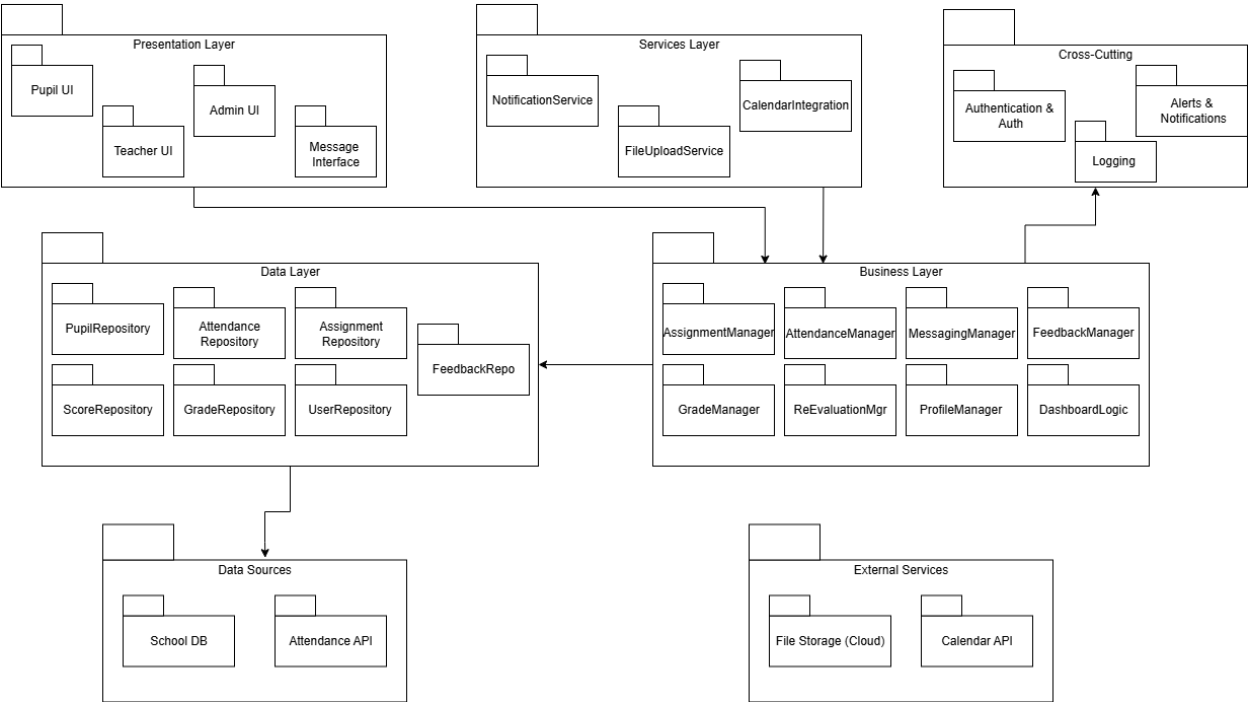 Presentation Layer
Pupil UI
Teacher UI
Admin UI
Message
Interface
Services Layer
NotificationService
FileUploadService
CalendarIntegration
Cross-Cutting
Authentication &
Auth
Logging
Alerts &
Notifications
Data Layer
PupilRepository
Attendance
Repository
Assignment
Repository
FeedbackRepo
ScoreRepository
GradeRepository
UserRepository
Business Layer
AssignmentManager
AttendanceManager
MessagingManager
FeedbackManager
GradeManager
ReEvaluationMgr
ProfileManager
DashboardLogic
Data Sources
School DB
Attendance API
External Services
File Storage (Cloud)
Calendar API